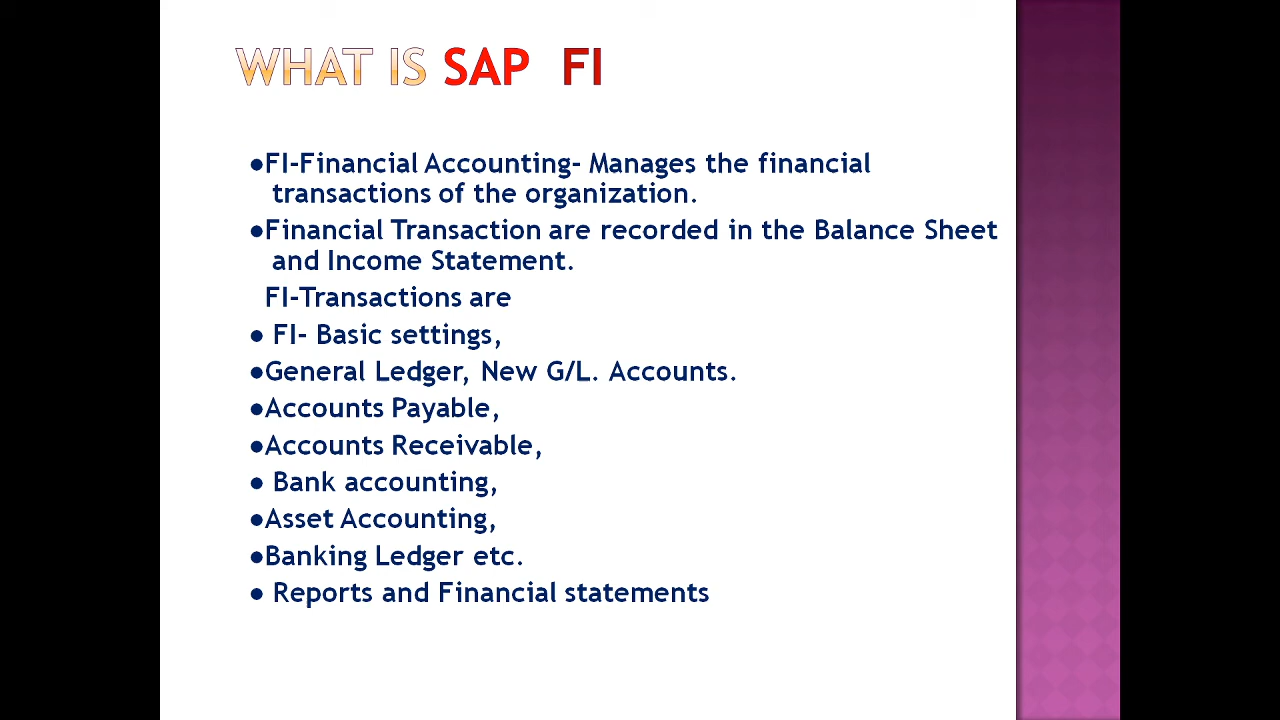 WHAT IS SAP FI
●FI-Financial Accounting- Manages the financial
transactions of the organization.
●Financial Transaction are recorded in the Balance Sheet
and Income Statement.
FI-Transactions are
● FI- Basic settings,
●General Ledger, New G/L. Accounts.
●Accounts Payable,
●Accounts Receivable,
● Bank accounting,
●Asset Accounting,
●Banking Ledger etc.
● Reports and Financial statements